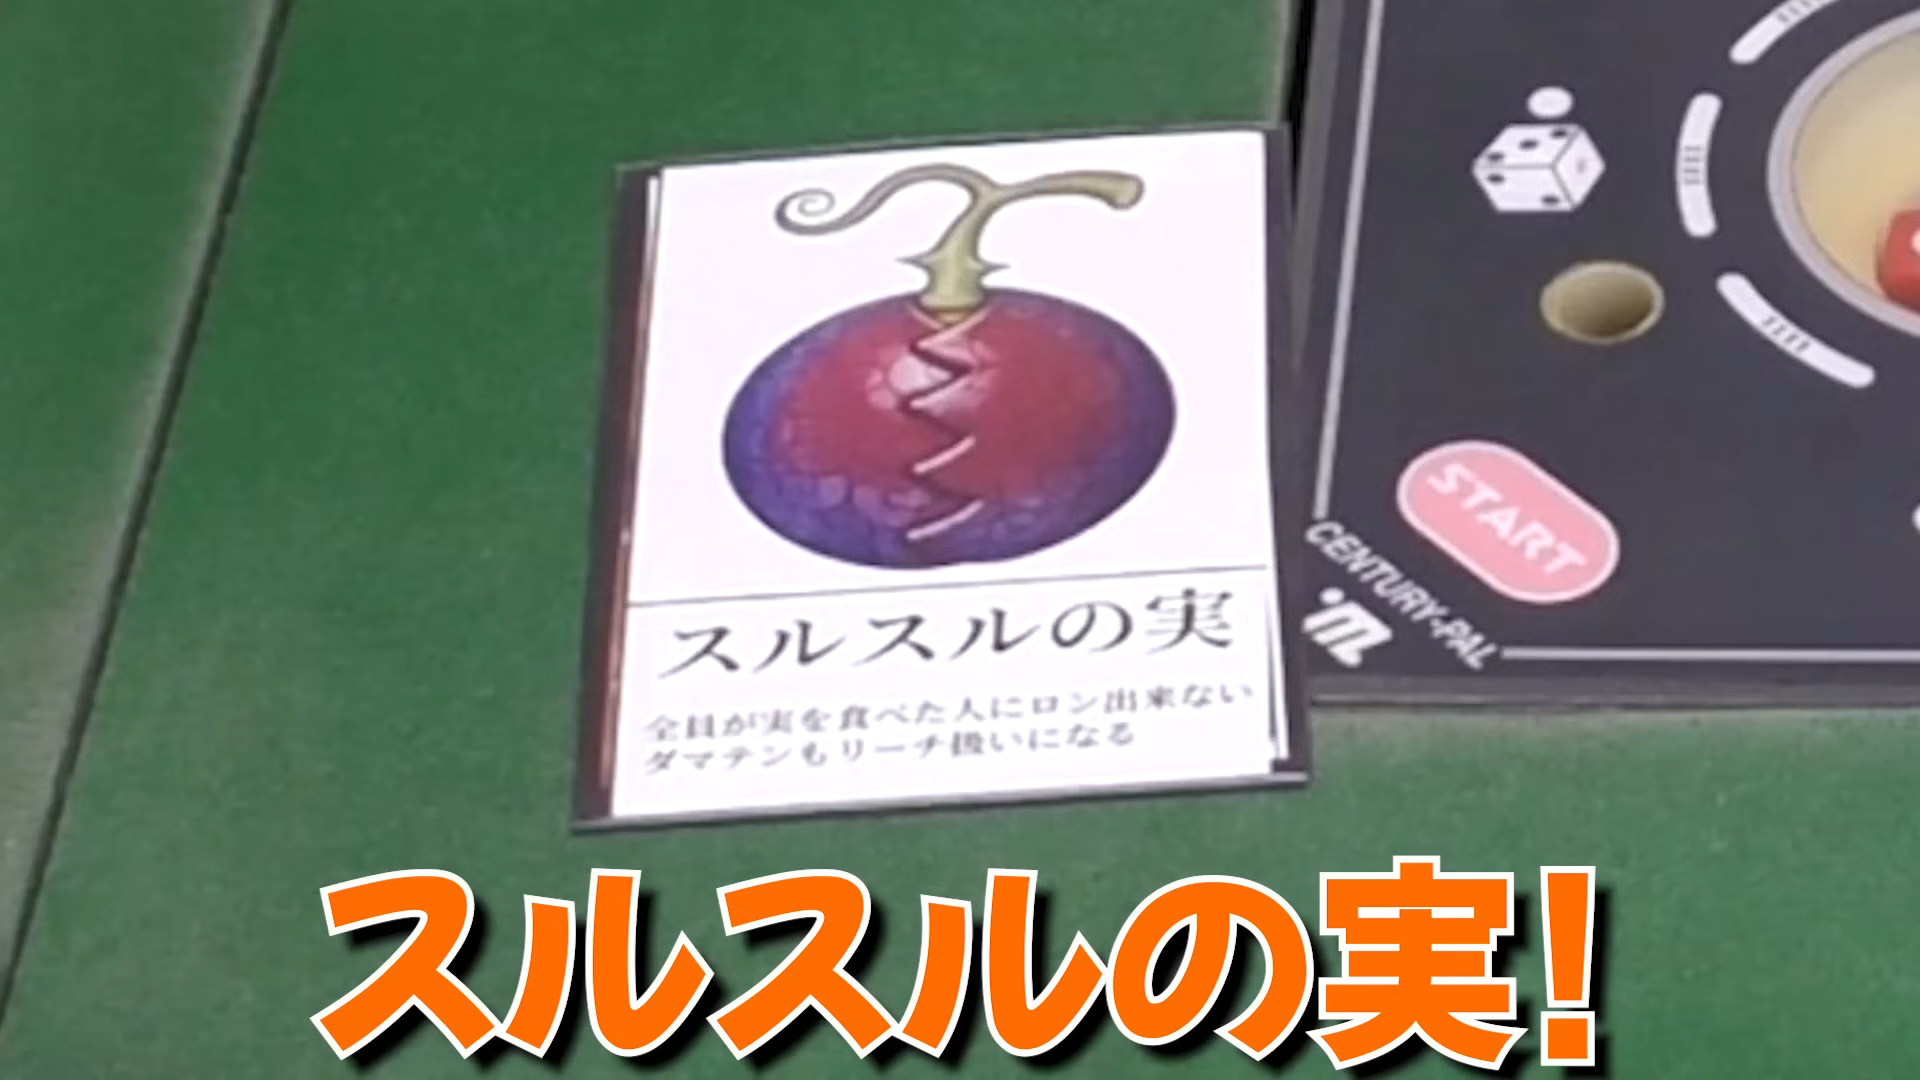 スルスルの実
全員が実を食べた人にロン出来ない
ダマテンもリーチ扱いになる
START
CENTURY-PAL
スルスルの実!